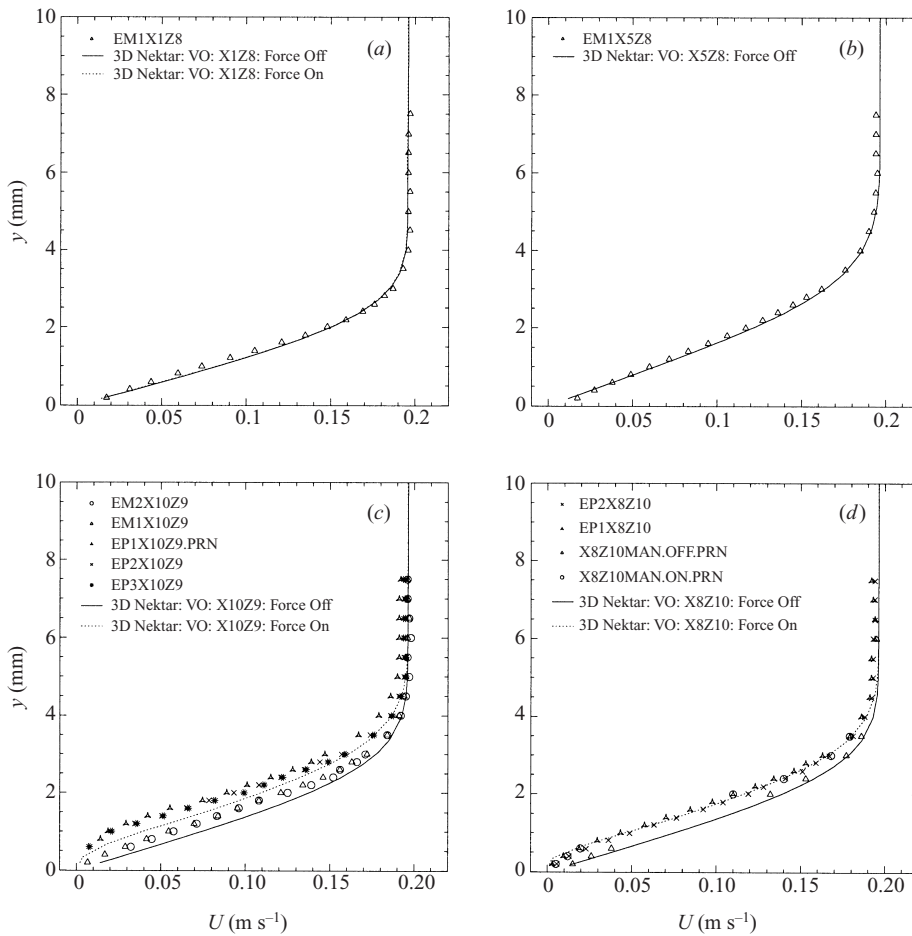 10
8
6
4
2
0
y (mm)
EM1X1Z8
3D Nektar: VO: X1Z8: Force Off
3D Nektar: VO: X1Z8: Force On
(a)
0 0.05 0.10 0.15 0.20
10
8
6
4
2
0
EM1X5Z8
3D Nektar: VO: X5Z8: Force Off
(b)
0 0.05 0.10 0.15 0.20
10
8
6
4
2
0
y (mm)
EM2X10Z9
EM1X10Z9
EP1X10Z9.PRN
EP2X10Z9
EP3X10Z9
3D Nektar: VO: X10Z9: Force Off
3D Nektar: VO: X10Z9: Force On
(c)
0 0.05 0.10 0.15 0.20
U (m s–1)
10
8
6
4
2
0
EP2X8Z10
EP1X8Z10
X8Z10MAN.OFF.PRN
X8Z10MAN.ON.PRN
3D Nektar: VO: X8Z10: Force Off
3D Nektar: VO: X8Z10: Force On
(d)
0 0.05 0.10 0.15 0.20
U (m s–1)